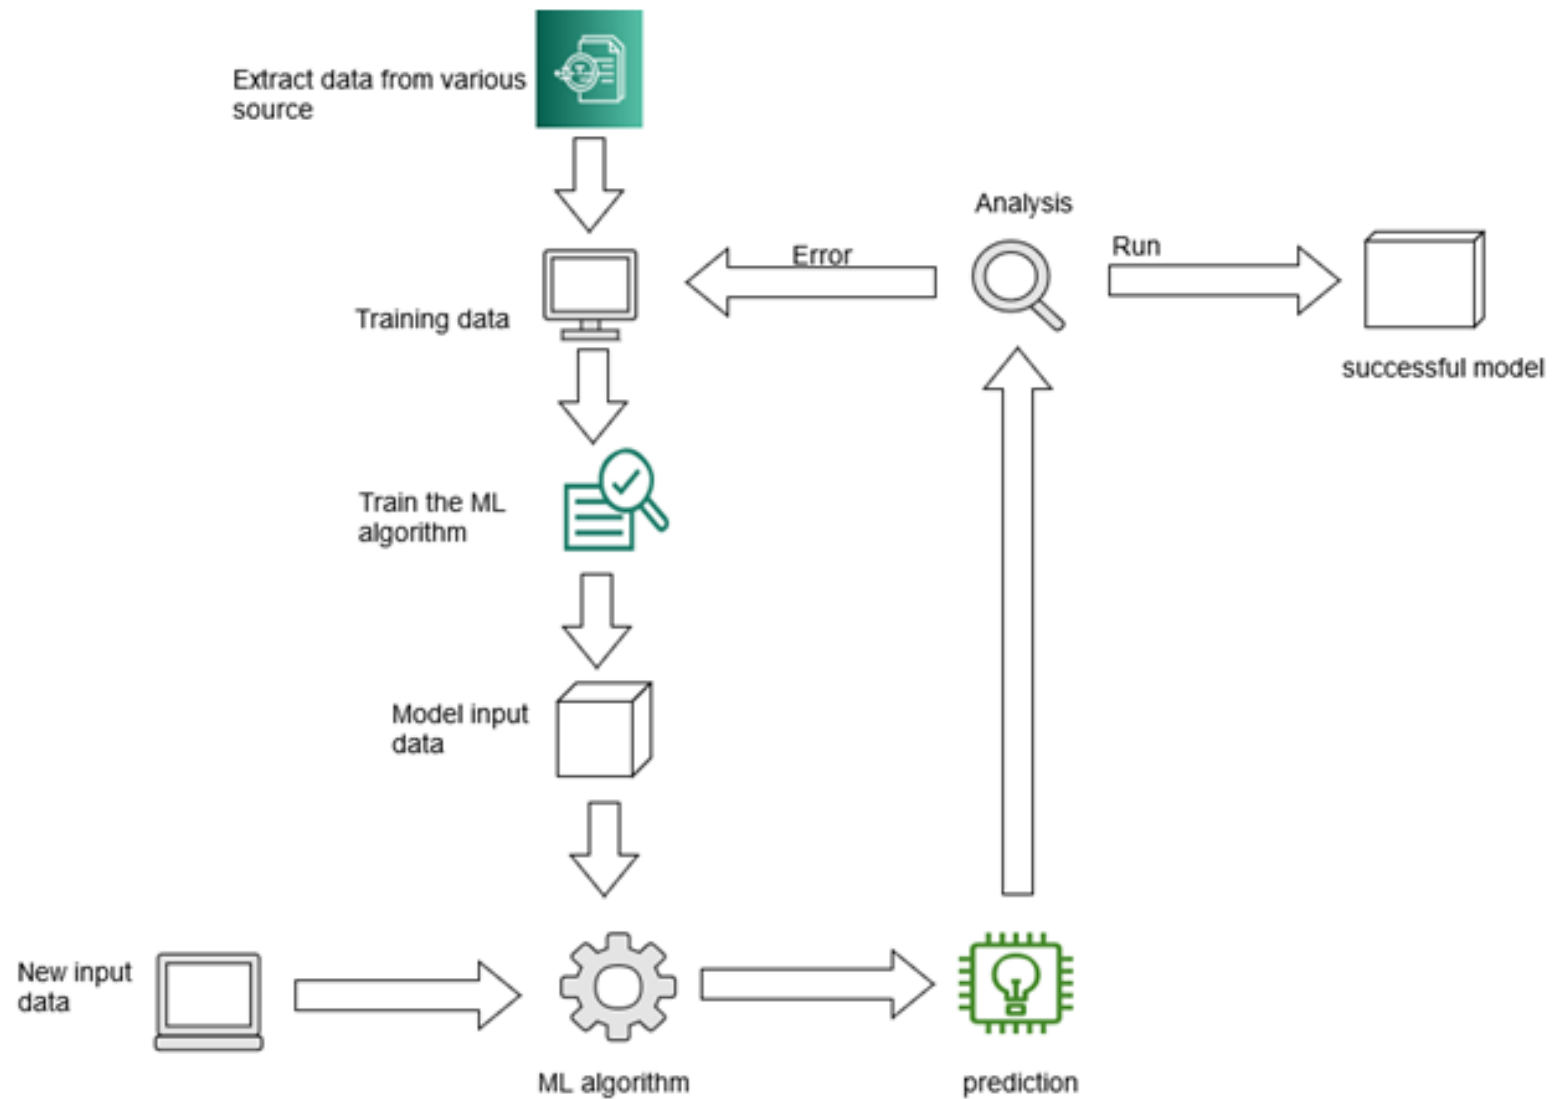 Extract data from various
source
Analysis
Error
Run
Training data
successful model
Train the ML
algorithm
Model input
data
New input
data
ML algorithm
prediction